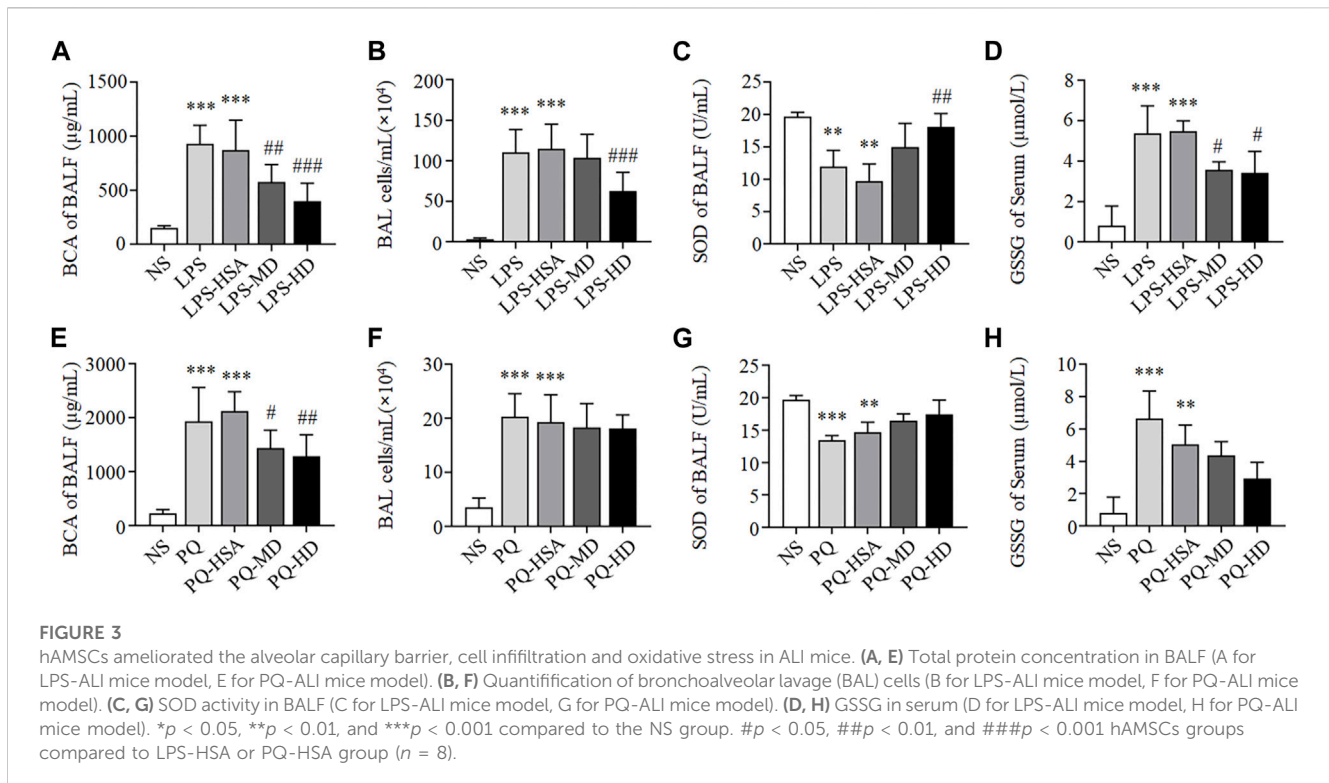 A
BCA of BALF (μg/mL)
1500
1000
500
0
*** *** ## ###
NS LPS LPS-HSA LPS-MD LPS-HD
B
BAL cells/mL(×10⁴)
200
150
100
50
0
*** *** ###
NS LPS LPS-HSA LPS-MD LPS-HD
C
SOD of BALF (U/mL)
25
20
15
10
5
0
** ** ##
NS LPS LPS-HSA LPS-MD LPS-HD
D
GSSG of Serum (μmol/L)
8
6
4
2
0
*** *** # #
NS LPS LPS-HSA LPS-MD LPS-HD
E
BCA of BALF (μg/mL)
3000
2000
1000
0
*** *** # ##
NS PQ PQ-HSA PQ-MD PQ-HD
F
BAL cells/mL(×10⁴)
30
20
10
0
*** ***
NS PQ PQ-HSA PQ-MD PQ-HD
G
SOD of BALF (U/mL)
25
20
15
10
5
0
*** **
NS PQ PQ-HSA PQ-MD PQ-HD
H
GSSG of Serum (μmol/L)
10
8
6
4
2
0
*** **
NS PQ PQ-HSA PQ-MD PQ-HD
FIGURE 3
hAMSCs ameliorated the alveolar capillary barrier, cell infifiltration and oxidative stress in ALI mice. (A, E) Total protein concentration in BALF (A for
LPS-ALI mice model, E for PQ-ALI mice model). (B, F) Quantifification of bronchoalveolar lavage (BAL) cells (B for LPS-ALI mice model, F for PQ-ALI mice
model). (C, G) SOD activity in BALF (C for LPS-ALI mice model, G for PQ-ALI mice model). (D, H) GSSG in serum (D for LPS-ALI mice model, H for PQ-ALI
mice model). *p < 0.05, **p < 0.01, and ***p < 0.001 compared to the NS group. #p < 0.05, ##p < 0.01, and ###p < 0.001 hAMSCs groups
compared to LPS-HSA or PQ-HSA group (n = 8).